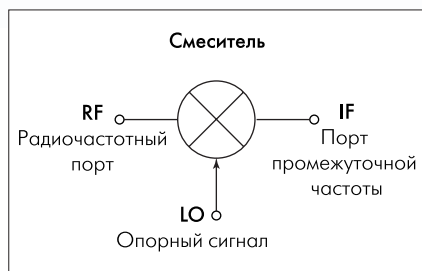 Смеситель
RF
Радиочастотный
порт
IF
Порт
промежуточной
частоты
LO
Опорный сигнал